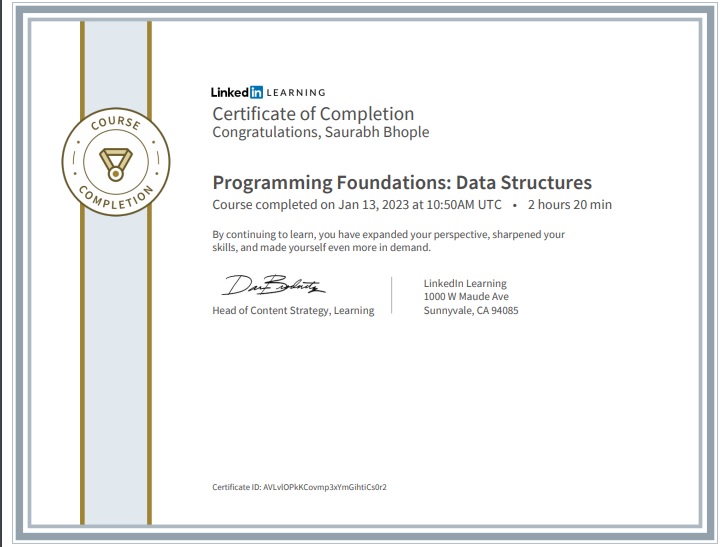 LinkedIn LEARNING
Certificate of Completion
Congratulations, Saurabh Bhople
COURSE
COMPLETION
Programming Foundations: Data Structures
Course completed on Jan 13, 2023 at 10:50AM UTC • 2 hours 20 min
By continuing to learn, you have expanded your perspective, sharpened your
skills, and made yourself even more in demand.
Head of Content Strategy, Learning
LinkedIn Learning
1000 W Maude Ave
Sunnyvale, CA 94085
Certificate ID: AVLvlOPkKCovmp3xYmGihtiCs0r2